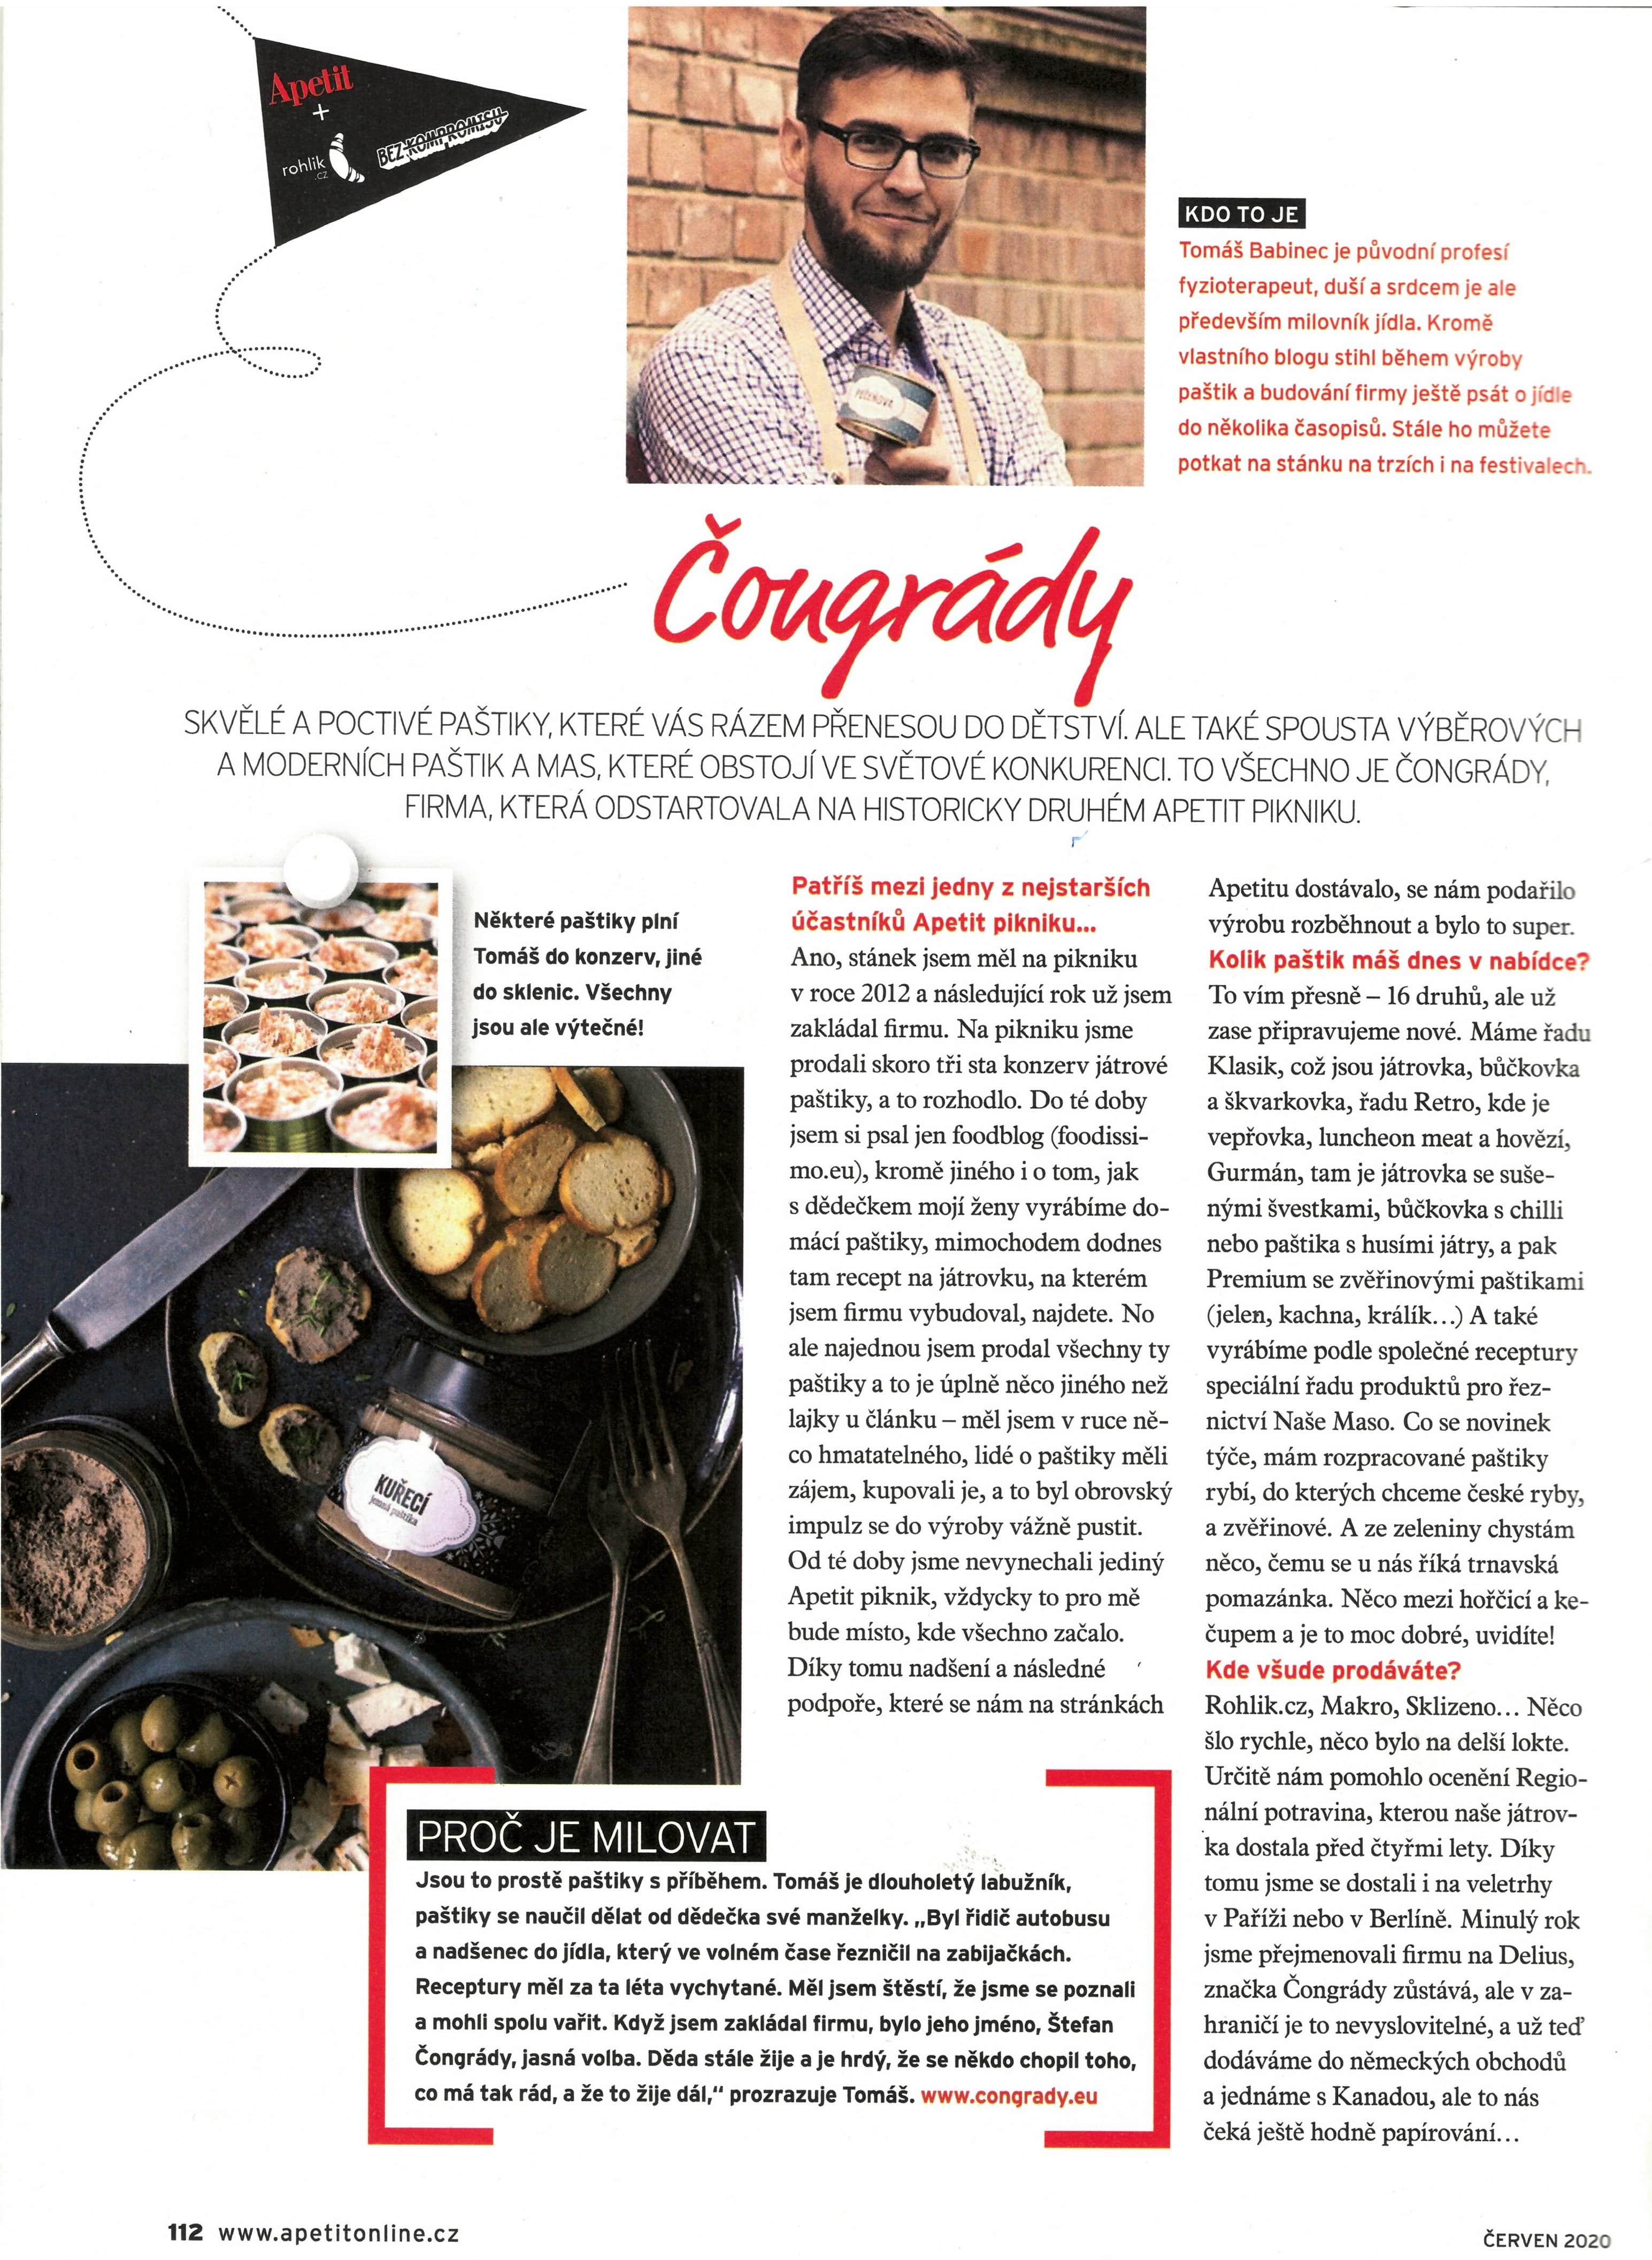 Apetit
+
rohlik
.cz
BEZ KOMPROMISU
PEČEŇOVÁ
KDO TO JE
Tomáš Babinec je původní profesí
fyzioterapeut, duší a srdcem je ale
především milovník jídla. Kromě
vlastního blogu stihl během výroby
paštik a budování firmy ještě psát o jídle
do několika časopisů. Stále ho můžete
potkat na stánku na trzích i na festivalech.
Čongrády
SKVĚLÉ A POCTIVÉ PAŠTIKY, KTERÉ VÁS RÁZEM PŘENESOU DO DĚTSTVÍ. ALE TAKÉ SPOUSTA VÝBĚROVÝCH
A MODERNÍCH PAŠTIK A MAS, KTERÉ OBSTOJÍ VE SVĚTOVÉ KONKURENCI. TO VŠECHNO JE ČONGRÁDY,
FIRMA, KTERÁ ODSTARTOVALA NA HISTORICKY DRUHÉM APETIT PIKNIKU.
Některé paštiky plní
Tomáš do konzerv, jiné
do sklenic. Všechny
jsou ale výtečné!
KUŘECÍ
jemná paštika
Patříš mezi jedny z nejstarších
účastníků Apetit pikniku...
Ano, stánek jsem měl na pikniku
v roce 2012 a následující rok už jsem
zakládal firmu. Na pikniku jsme
prodali skoro tři sta konzerv játrové
paštiky, a to rozhodlo. Do té doby
jsem si psal jen foodblog (foodissi-
mo.eu), kromě jiného i o tom, jak
s dědečkem mojí ženy vyrábíme do-
mácí paštiky, mimochodem dodnes
tam recept na játrovku, na kterém
jsem firmu vybudoval, najdete. No
ale najednou jsem prodal všechny ty
paštiky a to je úplně něco jiného než
lajky u článku – měl jsem v ruce ně-
co hmatatelného, lidé o paštiky měli
zájem, kupovali je, a to byl obrovský
impulz se do výroby vážně pustit.
Od té doby jsme nevynechali jediný
Apetit piknik, vždycky to pro mě
bude místo, kde všechno začalo.
Díky tomu nadšení a následné
podpoře, které se nám na stránkách
Apetitu dostávalo, se nám podařilo
výrobu rozběhnout a bylo to super.
Kolik paštik máš dnes v nabídce?
To vím přesně – 16 druhů, ale už
zase připravujeme nové. Máme řadu
Klasik, což jsou játrovka, bůčkovka
a škvarkovka, řadu Retro, kde je
vepřovka, luncheon meat a hovězí,
Gurmán, tam je játrovka se suše-
nými švestkami, bůčkovka s chilli
nebo paštika s husími játry, a pak
Premium se zvěřinovými paštikami
(jelen, kachna, králík...) A také
vyrábíme podle společné receptury
speciální řadu produktů pro řez-
nictví Naše Maso. Co se novinek
týče, mám rozpracované paštiky
rybí, do kterých chceme české ryby,
a zvěřinové. A ze zeleniny chystám
něco, čemu se u nás říká trnavská
pomazánka. Něco mezi hořčicí a ke-
čupem a je to moc dobré, uvidíte!
Kde všude prodáváte?
Rohlik.cz, Makro, Sklizeno... Něco
šlo rychle, něco bylo na delší lokte.
Určitě nám pomohlo ocenění Regio-
nální potravina, kterou naše játrov-
ka dostala před čtyřmi lety. Díky
tomu jsme se dostali i na veletrhy
v Paříži nebo v Berlíně. Minulý rok
jsme přejmenovali firmu na Delius,
značka Čongrády zůstává, ale v za-
hraničí je to nevyslovitelné, a už teď
dodáváme do německých obchodů
a jednáme s Kanadou, ale to nás
čeká ještě hodně papírování...
PROČ JE MILOVAT
Jsou to prostě paštiky s příběhem. Tomáš je dlouholetý labužník,
paštiky se naučil dělat od dědečka své manželky. „Byl řidič autobusu
a nadšenec do jídla, který ve volném čase řezničil na zabijačkách.
Receptury měl za ta léta vychytané. Měl jsem štěstí, že jsme se poznali
a mohli spolu vařit. Když jsem zakládal firmu, bylo jeho jméno, Štefan
Čongrády, jasná volba. Děda stále žije a je hrdý, že se někdo chopil toho,
co má tak rád, a že to žije dál,“ prozrazuje Tomáš. www.congrady.eu
112 www.apetitonline.cz
ČERVEN 2020